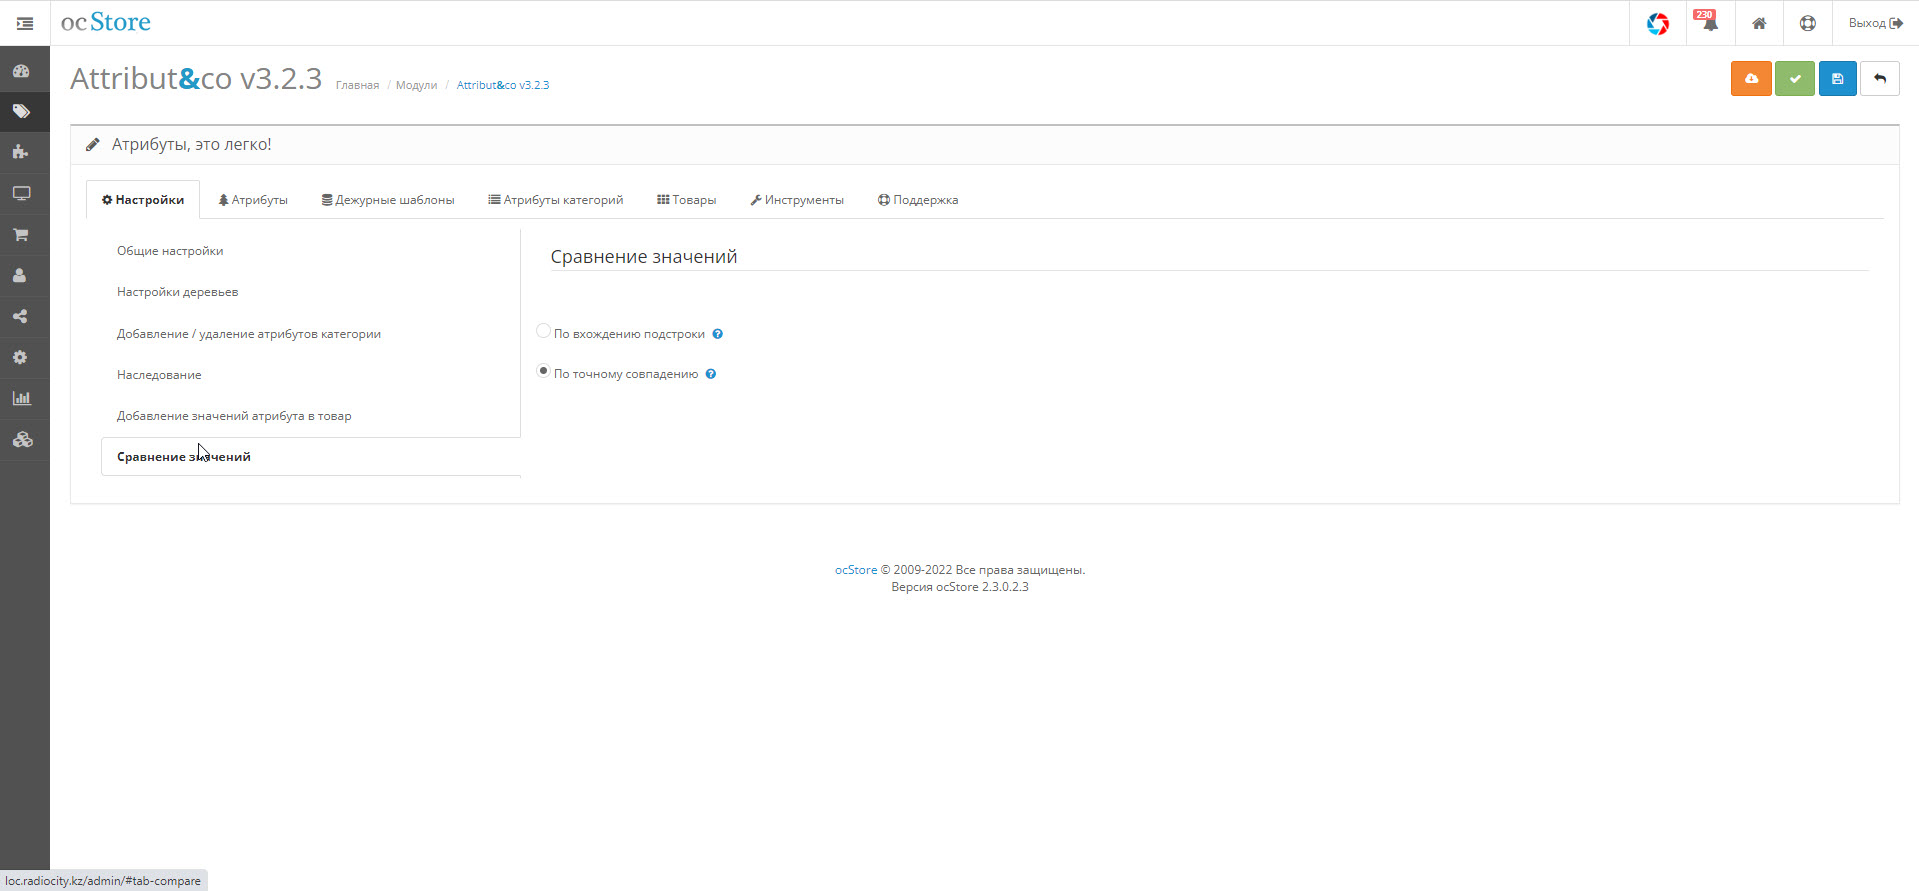 ocStore
230
Выход
Attribut&co v3.2.3
Главная / Модули / Attribut&co v3.2.3
Атрибуты, это легко!
Настройки
Атрибуты
Дежурные шаблоны
Атрибуты категорий
Товары
Инструменты
Поддержка
Общие настройки
Настройки деревьев
Добавление / удаление атрибутов категории
Наследование
Добавление значений атрибута в товар
Сравнение значений
Сравнение значений
По вхождению подстроки
По точному совпадению
ocStore © 2009-2022 Все права защищены.
Версия ocStore 2.3.0.2.3
loc.radiocity.kz/admin/#tab-compare